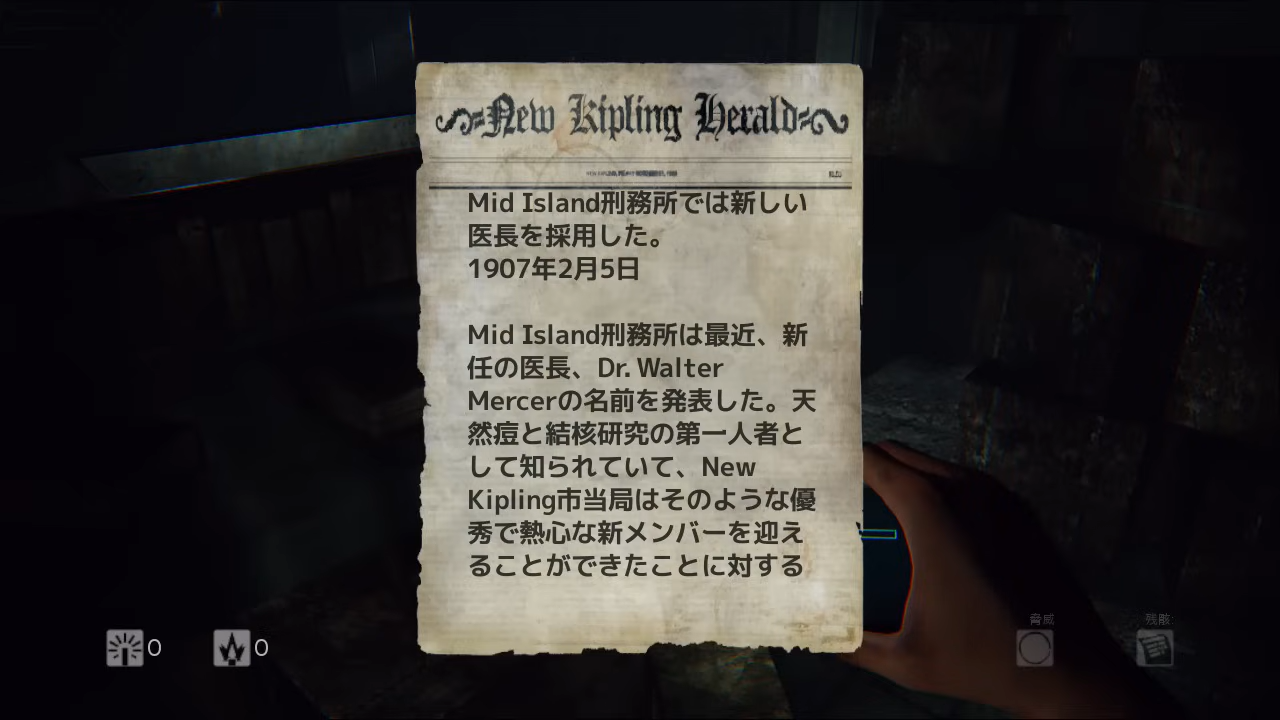 New Kipling Herald
Mid Island刑務所では新しい
医長を採用した。
1907年2月5日
Mid Island刑務所は最近、新
任の医長、Dr. Walter
Mercerの名前を発表した。天
然痘と結核研究の第一人者と
して知られていて、New
Kipling市当局はそのような優
秀で熱心な新メンバーを迎え
ることができたことに対する
0
0
脅威
残骸